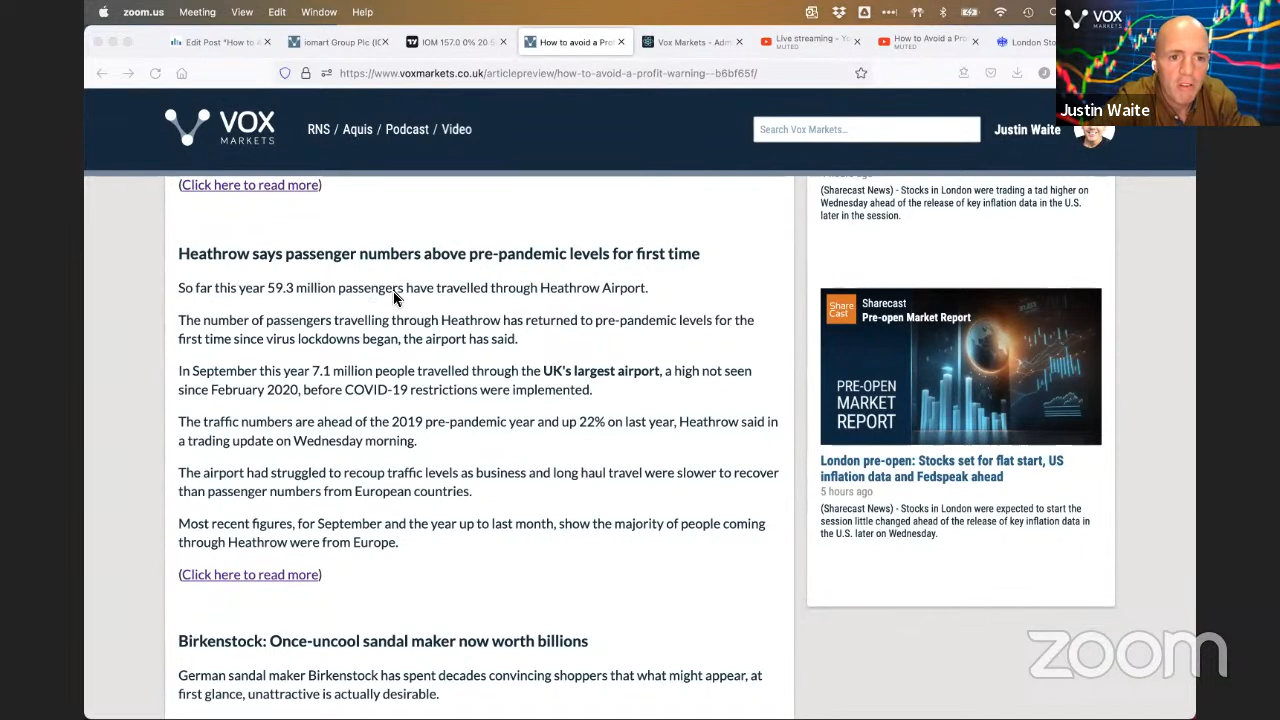 zoom.us Meeting View Edit Window Help
Edit Post "How to A
iomart Group Plc (IC
IOM 157.0 0% 20 5
How to avoid a Pro
Vox Markets - Adm
Live streaming - Yo
MUTED
How to Avoid a Pro
MUTED
London Sto
https://www.voxmarkets.co.uk/articlepreview/how-to-avoid-a-profit-warning--b6bf65f/
VOX
MARKETS
Justin Waite
VOX
MARKETS
RNS / Aquis / Podcast / Video
Search Vox Markets...
Justin Waite
(Click here to read more)
Heathrow says passenger numbers above pre-pandemic levels for first time
So far this year 59.3 million passengers have travelled through Heathrow Airport.
The number of passengers travelling through Heathrow has returned to pre-pandemic levels for the
first time since virus lockdowns began, the airport has said.
In September this year 7.1 million people travelled through the UK's largest airport, a high not seen
since February 2020, before COVID-19 restrictions were implemented.
The traffic numbers are ahead of the 2019 pre-pandemic year and up 22% on last year, Heathrow said in
a trading update on Wednesday morning.
The airport had struggled to recoup traffic levels as business and long haul travel were slower to recover
than passenger numbers from European countries.
Most recent figures, for September and the year up to last month, show the majority of people coming
through Heathrow were from Europe.
(Click here to read more)
Birkenstock: Once-uncool sandal maker now worth billions
German sandal maker Birkenstock has spent decades convincing shoppers that what might appear, at
first glance, unattractive is actually desirable.
(Sharecast News) - Stocks in London were trading a tad higher on
Wednesday ahead of the release of key inflation data in the U.S.
later in the session.
Share
Cast
Sharecast
Pre-open Market Report
PRE-OPEN
MARKET
REPORT
London pre-open: Stocks set for flat start, US
inflation data and Fedspeak ahead
5 hours ago
(Sharecast News) - Stocks in London were expected to start the
session little changed ahead of the release of key inflation data in
the U.S. later on Wednesday.
zoom